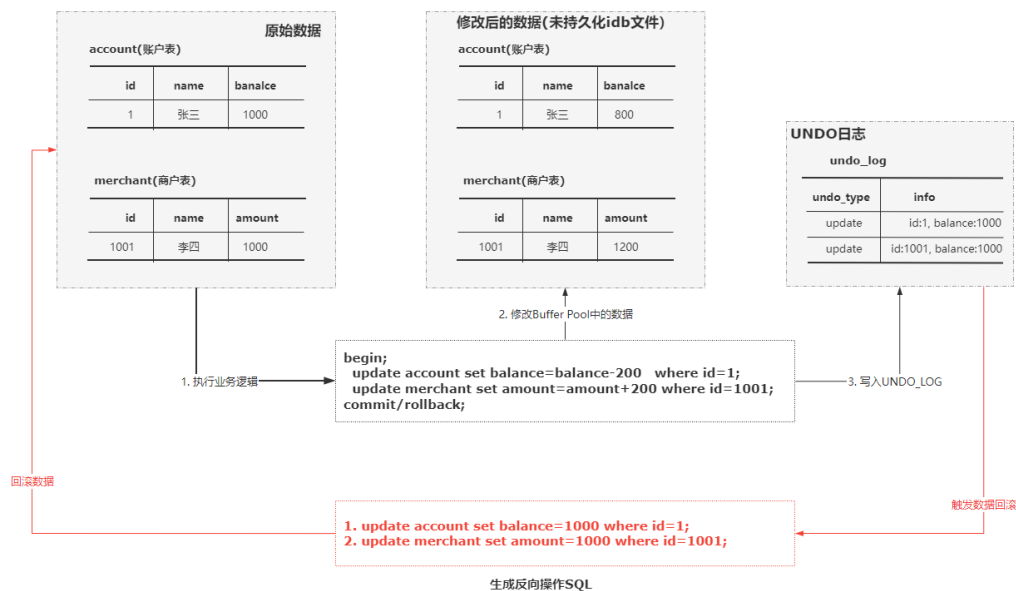 原始数据
account(账户表)
id name banalce
1 张三 1000
merchant(商户表)
id name amount
1001 李四 1000
修改后的数据(未持久化idb文件)
account(账户表)
id name banalce
1 张三 800
merchant(商户表)
id name amount
1001 李四 1200
UNDO日志
undo_log
undo_type info
update id:1, balance:1000
update id:1001, balance:1000
2. 修改Buffer Pool中的数据
1. 执行业务逻辑
begin;
update account set balance=balance-200 where id=1;
update merchant set amount=amount+200 where id=1001;
commit/rollback;
3. 写入UNDO_LOG
回滚数据
触发数据回滚
1. update account set balance=1000 where id=1;
2. update merchant set amount=1000 where id=1001;
生成反向操作SQL